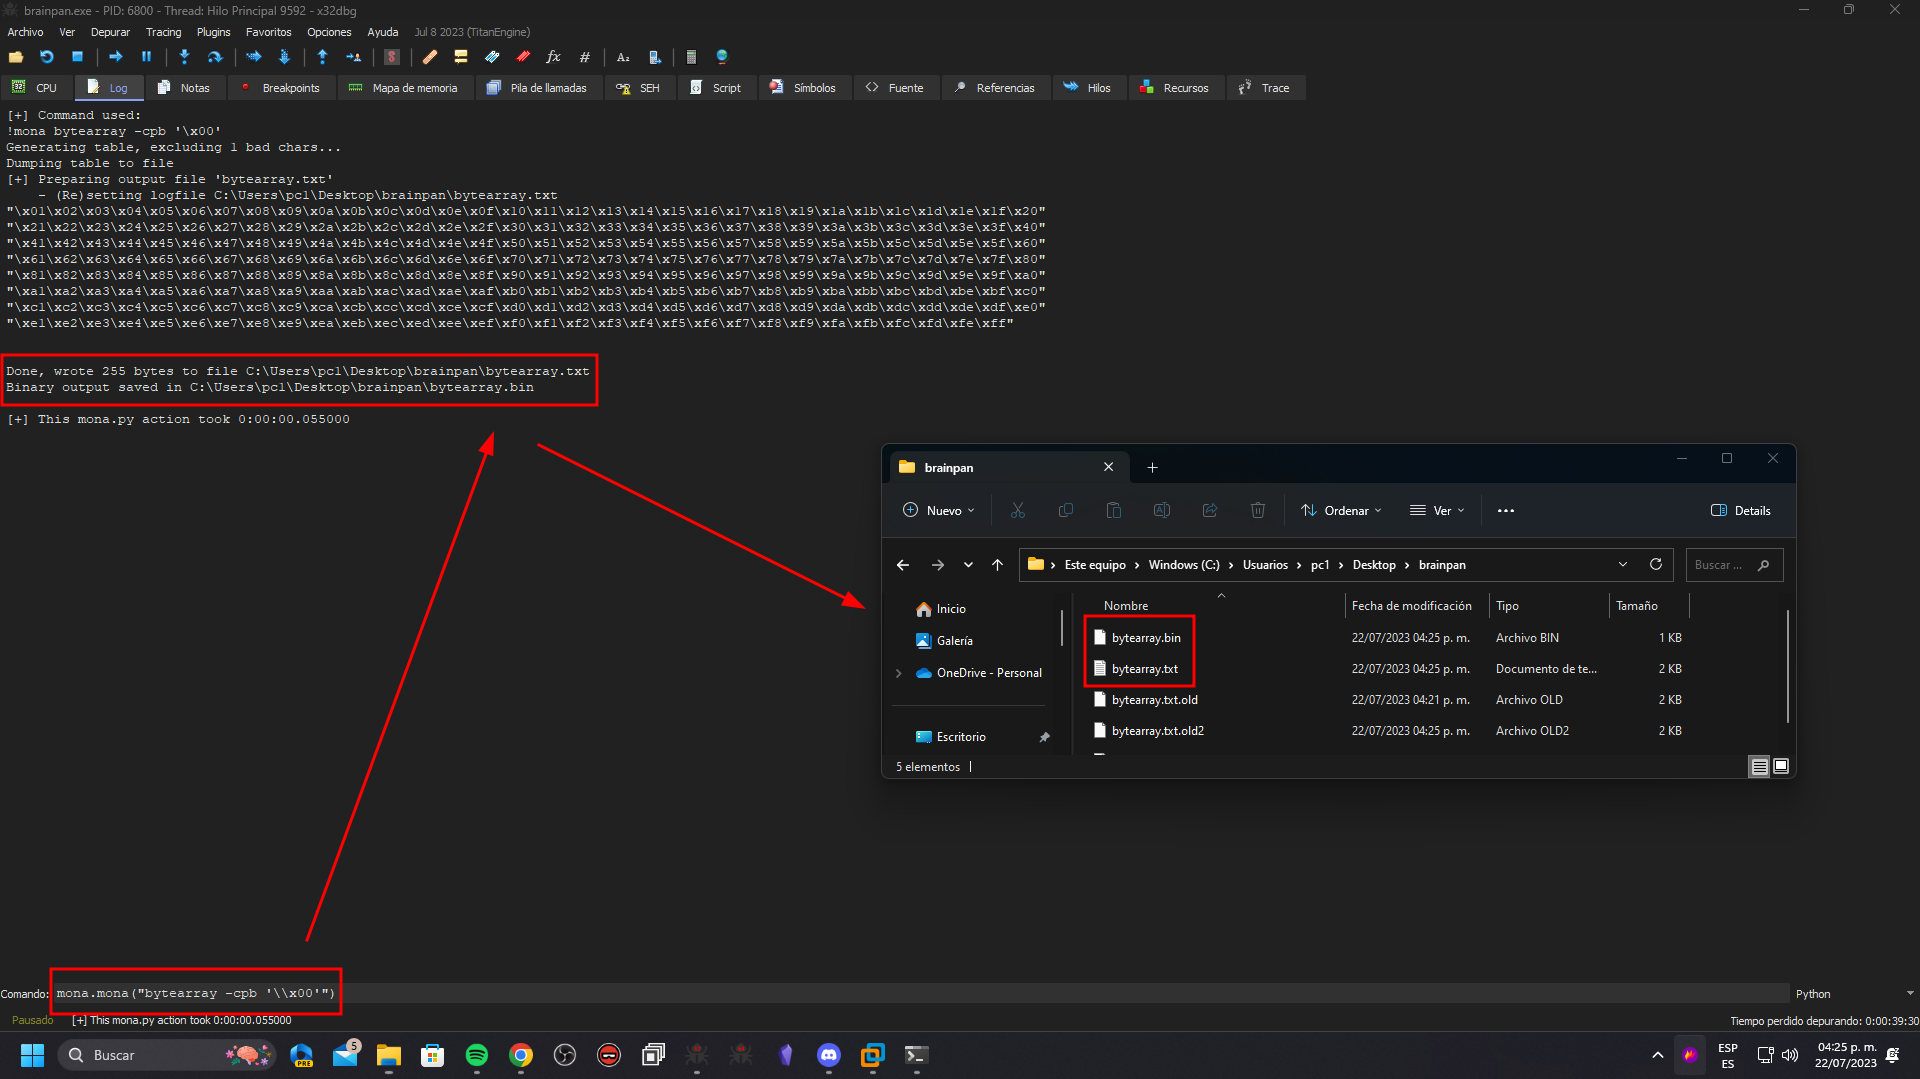 brainpan.exe - PID: 6800 - Thread: Hilo Principal 9592 - x32dbg
Archivo Ver Depurar Tracing Plugins Favoritos Opciones Ayuda Jul 8 2023 (TitanEngine)
CPU Log Notas Breakpoints Mapa de memoria Pila de llamadas SEH Script Símbolos Fuente Referencias Hilos Recursos Trace
[+] Command used:
!mona bytearray -cpb '\x00'
Generating table, excluding 1 bad chars...
Dumping table to file
[+] Preparing output file 'bytearray.txt'
- (Re)setting logfile C:\Users\pc1\Desktop\brainpan\bytearray.txt
"\x01\x02\x03\x04\x05\x06\x07\x08\x09\x0a\x0b\x0c\x0d\x0e\x0f\x10\x11\x12\x13\x14\x15\x16\x17\x18\x19\x1a\x1b\x1c\x1d\x1e\x1f\x20"
"\x21\x22\x23\x24\x25\x26\x27\x28\x29\x2a\x2b\x2c\x2d\x2e\x2f\x30\x31\x32\x33\x34\x35\x36\x37\x38\x39\x3a\x3b\x3c\x3d\x3e\x3f\x40"
"\x41\x42\x43\x44\x45\x46\x47\x48\x49\x4a\x4b\x4c\x4d\x4e\x4f\x50\x51\x52\x53\x54\x55\x56\x57\x58\x59\x5a\x5b\x5c\x5d\x5e\x5f\x60"
"\x61\x62\x63\x64\x65\x66\x67\x68\x69\x6a\x6b\x6c\x6d\x6e\x6f\x70\x71\x72\x73\x74\x75\x76\x77\x78\x79\x7a\x7b\x7c\x7d\x7e\x7f\x80"
"\x81\x82\x83\x84\x85\x86\x87\x88\x89\x8a\x8b\x8c\x8d\x8e\x8f\x90\x91\x92\x93\x94\x95\x96\x97\x98\x99\x9a\x9b\x9c\x9d\x9e\x9f\xa0"
"\xa1\xa2\xa3\xa4\xa5\xa6\xa7\xa8\xa9\xaa\xab\xac\xad\xae\xaf\xb0\xb1\xb2\xb3\xb4\xb5\xb6\xb7\xb8\xb9\xba\xbb\xbc\xbd\xbe\xbf\xc0"
"\xc1\xc2\xc3\xc4\xc5\xc6\xc7\xc8\xc9\xca\xcb\xcc\xcd\xce\xcf\xd0\xd1\xd2\xd3\xd4\xd5\xd6\xd7\xd8\xd9\xda\xdb\xdc\xdd\xde\xdf\xe0"
"\xe1\xe2\xe3\xe4\xe5\xe6\xe7\xe8\xe9\xea\xeb\xec\xed\xee\xef\xf0\xf1\xf2\xf3\xf4\xf5\xf6\xf7\xf8\xf9\xfa\xfb\xfc\xfd\xfe\xff"
Done, wrote 255 bytes to file C:\Users\pc1\Desktop\brainpan\bytearray.txt
Binary output saved in C:\Users\pc1\Desktop\brainpan\bytearray.bin
[+] This mona.py action took 0:00:00.055000
brainpan
Nuevo Ordenar Ver Details
Este equipo > Windows (C:) > Usuarios > pc1 > Desktop > brainpan Buscar ...
Inicio
Galería
OneDrive - Personal
Escritorio
Nombre Fecha de modificación Tipo Tamaño
bytearray.bin 22/07/2023 04:25 p. m. Archivo BIN 1 KB
bytearray.txt 22/07/2023 04:25 p. m. Documento de te... 2 KB
bytearray.txt.old 22/07/2023 04:21 p. m. Archivo OLD 2 KB
bytearray.txt.old2 22/07/2023 04:25 p. m. Archivo OLD2 2 KB
5 elementos
Comando: mona.mona("bytearray -cpb '\\x00'") Python
Pausado [+] This mona.py action took 0:00:00.055000 Tiempo perdido depurando: 0:00:39:30
Buscar PRE 5 ESP 04:25 p. m.
ES 22/07/2023